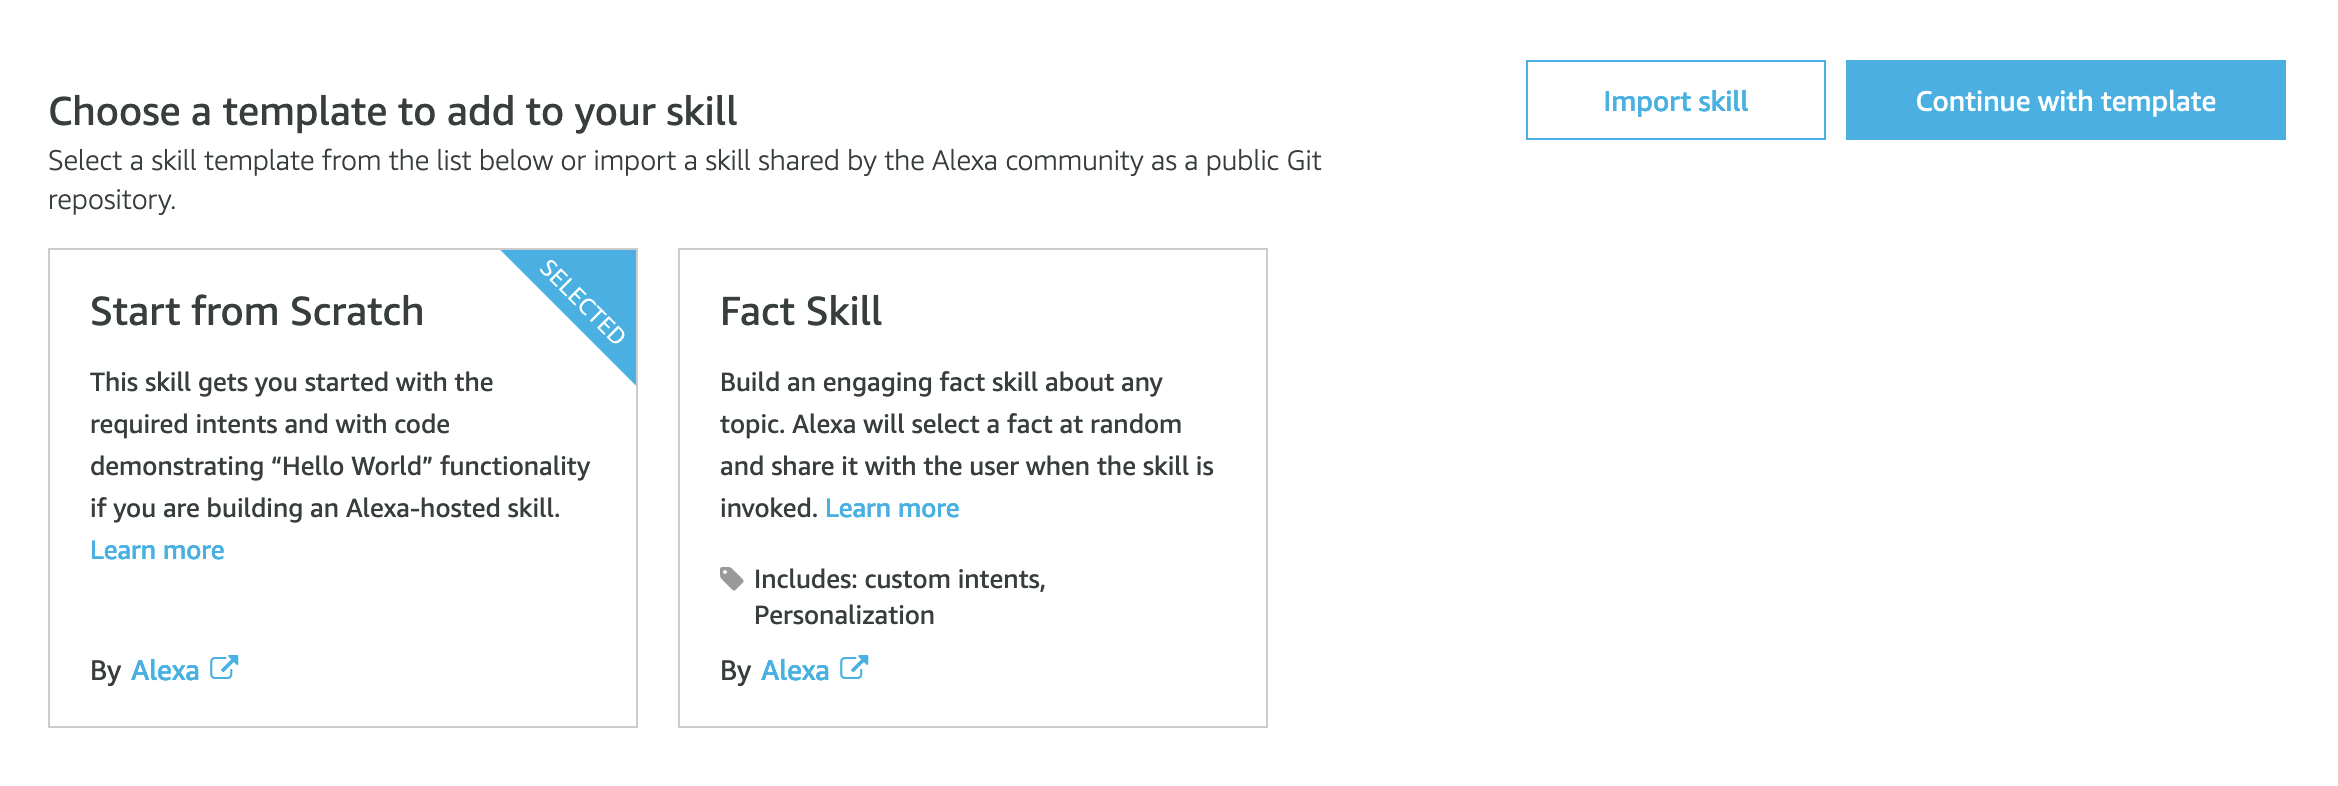 Import skill
Continue with template
Choose a template to add to your skill
Select a skill template from the list below or import a skill shared by the Alexa community as a public Git
repository.
SELECTED
Start from Scratch
This skill gets you started with the
required intents and with code
demonstrating “Hello World” functionality
if you are building an Alexa-hosted skill.
Learn more
By Alexa
Fact Skill
Build an engaging fact skill about any
topic. Alexa will select a fact at random
and share it with the user when the skill is
invoked. Learn more
Includes: custom intents,
Personalization
By Alexa